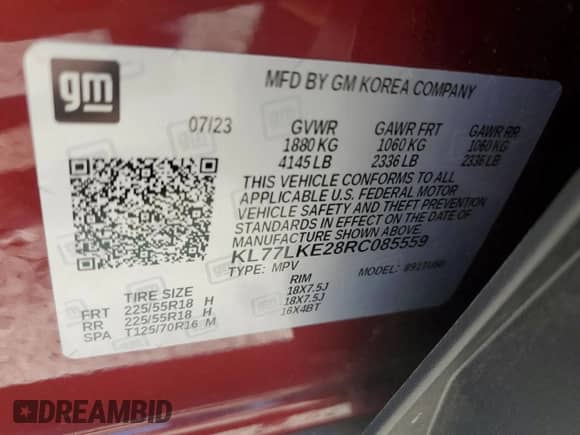 gm
MFD BY GM KOREA COMPANY
07/23 GVWR GAWR FRT GAWR RR
1880 KG 1060 KG 1060 KG
4145 LB 2336 LB 2336 LB
THIS VEHICLE CONFORMS TO ALL
APPLICABLE U.S. FEDERAL MOTOR
VEHICLE SAFETY AND THEFT PREVENTION
STANDARDS IN EFFECT ON THE DATE OF
MANUFACTURE SHOWN ABOVE.
KL77LKE28RC085559
TYPE: MPV MODEL:
TIRE SIZE RIM
FRT 225/55R18 H 18X7.5J
RR 225/55R18 H 18X7.5J
SPA T125/70R16 M 16X4BT
DREAMBID